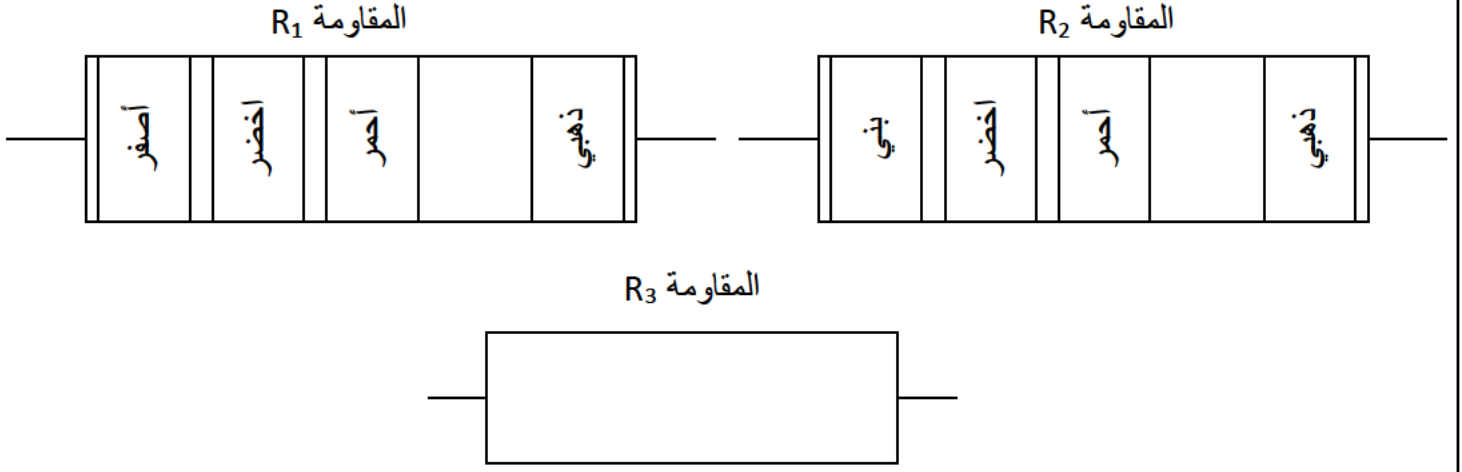 المقاومة R₁
المقاومة R₂
أصفر
اخضر
أحمر
ذهبي
بني
اخضر
أحمر
ذهبي
المقاومة R₃